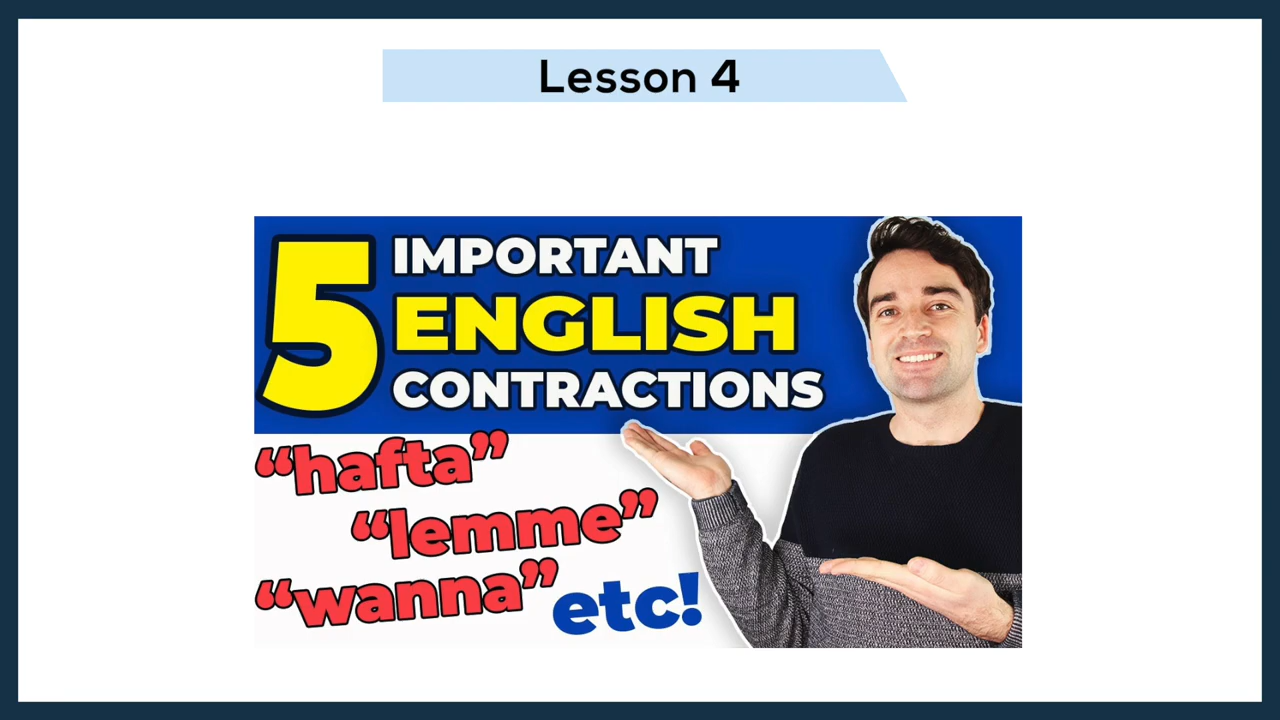 Lesson 4
5 IMPORTANT
ENGLISH
CONTRACTIONS
“hafta”
“lemme”
“wanna” etc!